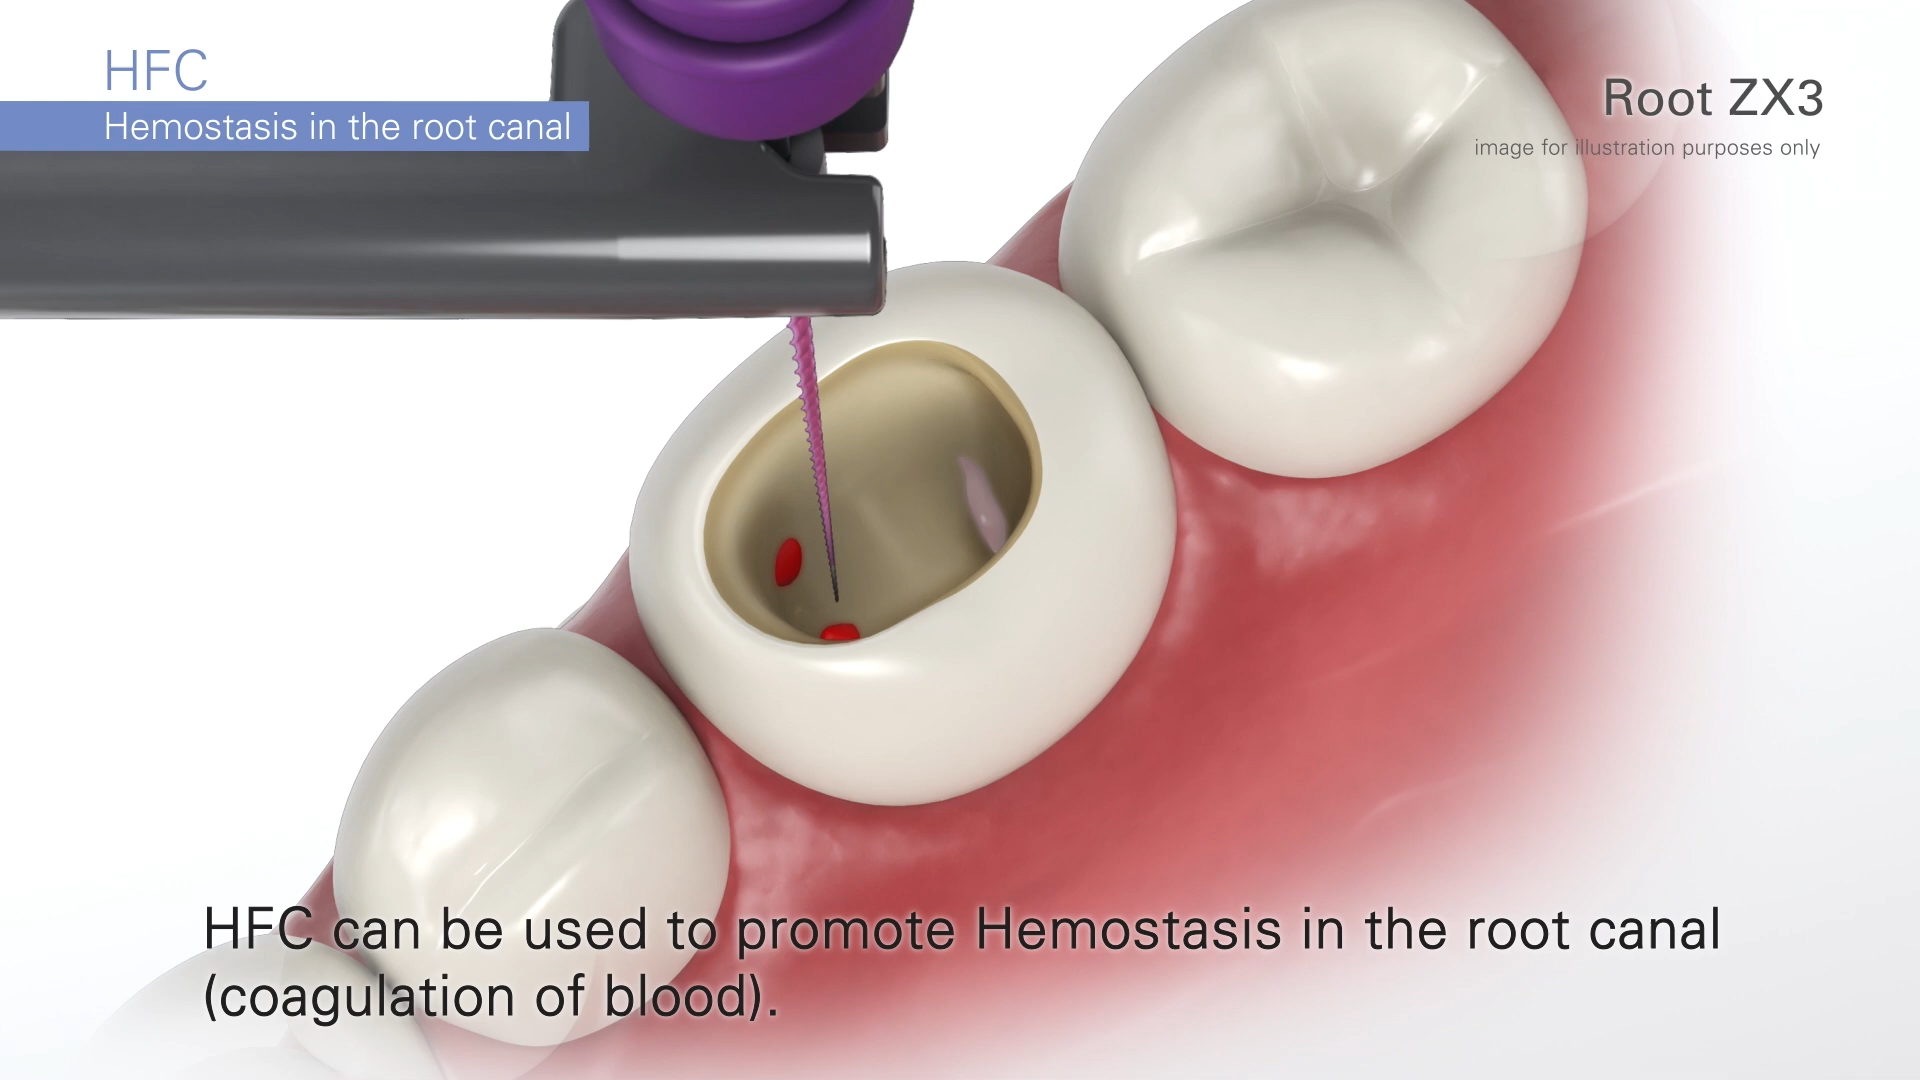 HFC
Hemostasis in the root canal
Root ZX3
image for illustration purposes only
HFC can be used to promote Hemostasis in the root canal
(coagulation of blood).